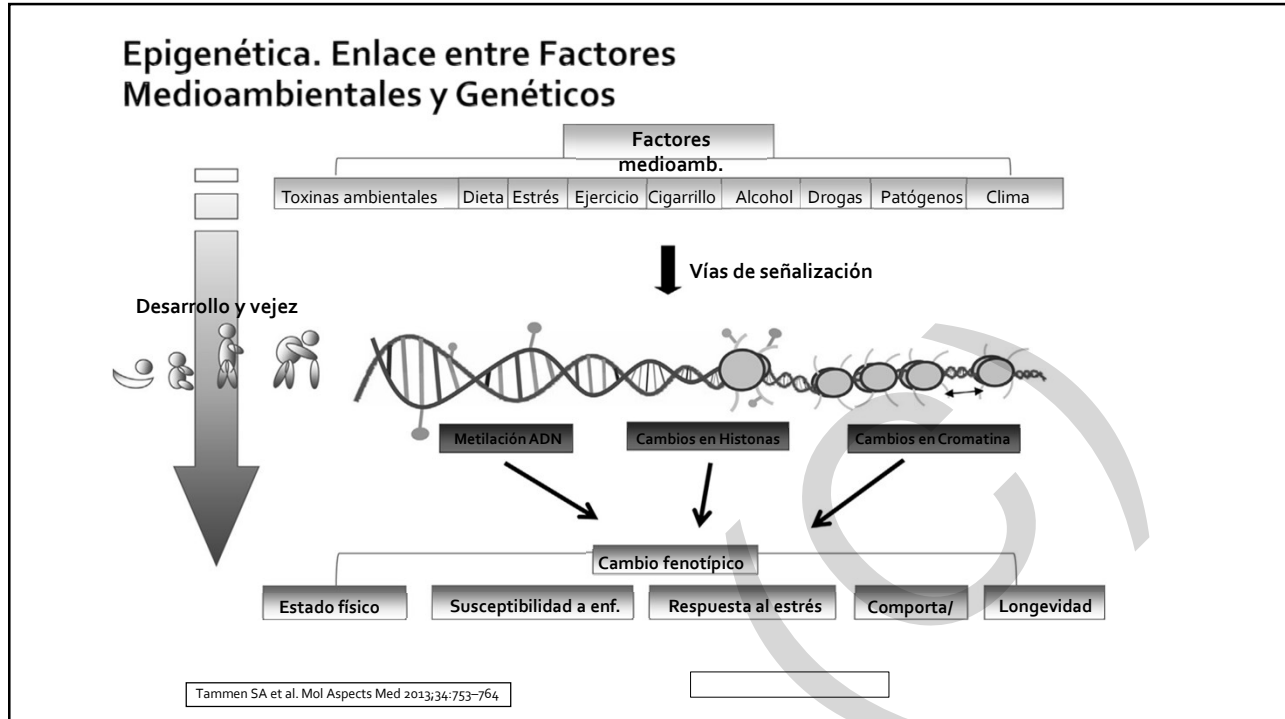 Epigenética. Enlace entre Factores
Medioambientales y Genéticos
Factores
medioamb.
Toxinas ambientales Dieta Estrés Ejercicio Cigarrillo Alcohol Drogas Patógenos Clima
Vías de señalización
Desarrollo y vejez
Metilación ADN Cambios en Histonas Cambios en Cromatina
Cambio fenotípico
Estado físico Susceptibilidad a enf. Respuesta al estrés Comporta/ Longevidad
Tammen SA et al. Mol Aspects Med 2013;34:753–764